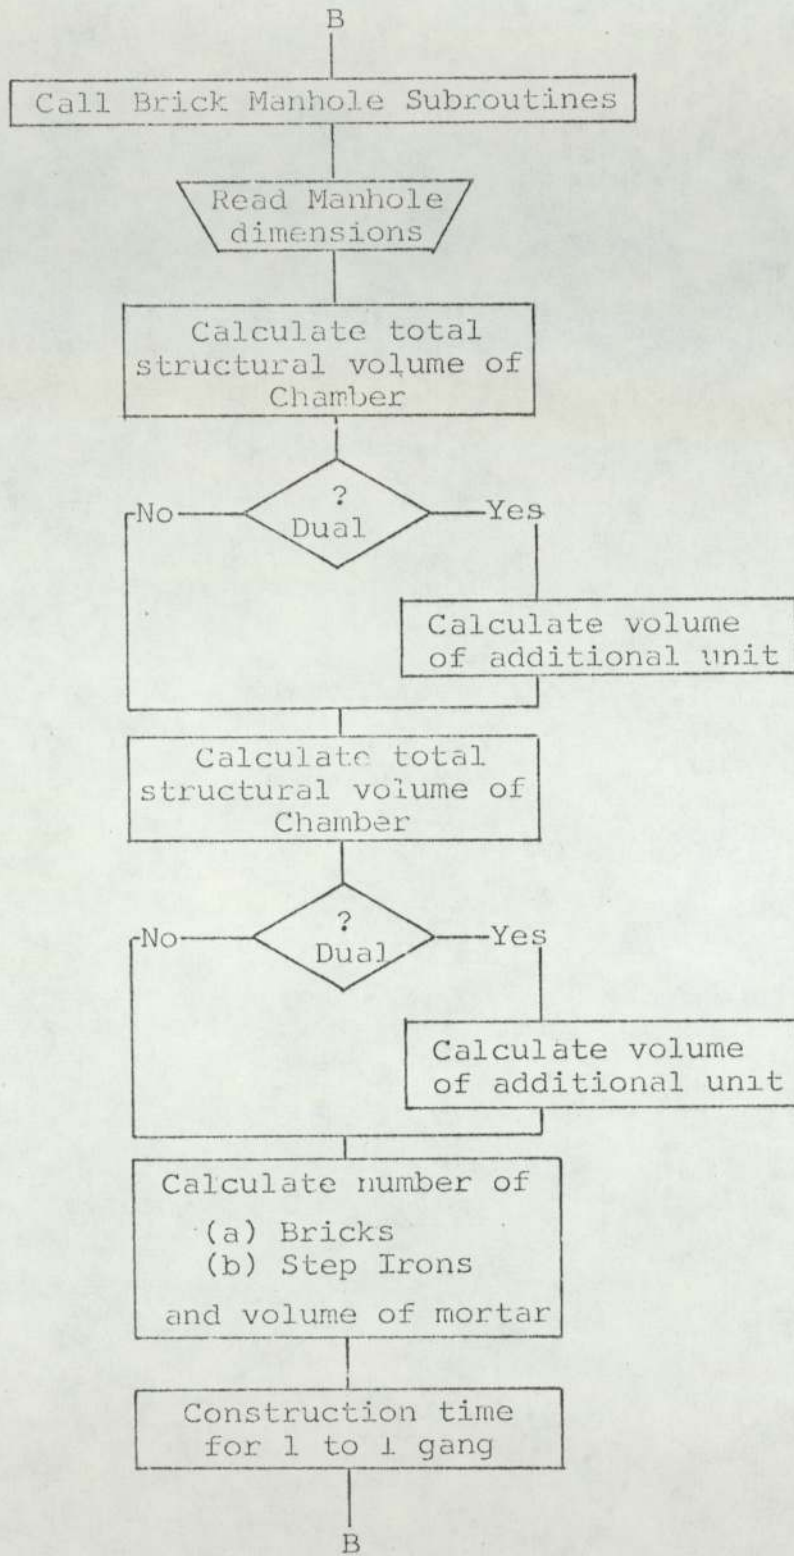 B
Call Brick Manhole Subroutines
Read Manhole
dimensions
Calculate total
structural volume of
Chamber
?
No
Dual
Yes
Calculate volume
of additional unit
Calculate total
structural volume of
Chamber
?
No
Dual
Yes
Calculate volume
of additional unit
Calculate number of
(a) Bricks
(b) Step Irons
and volume of mortar
Construction time
for 1 to 1 gang
B